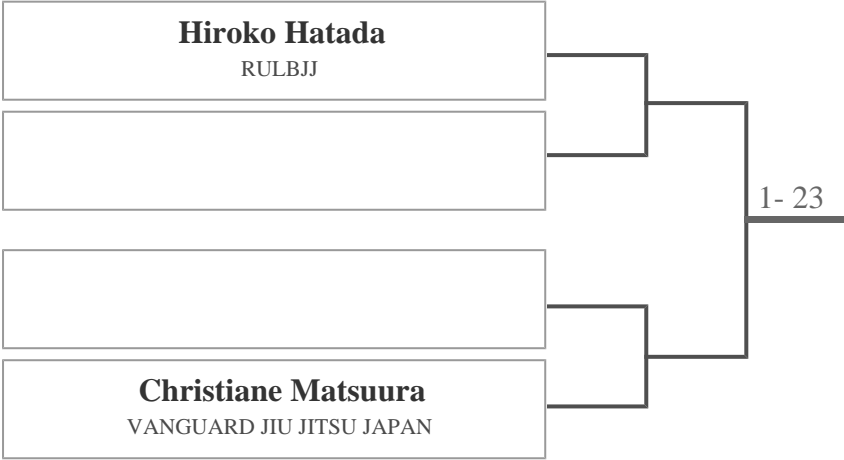 Hiroko Hatada
RULBJJ
1- 23
Christiane Matsuura
VANGUARD JIU JITSU JAPAN